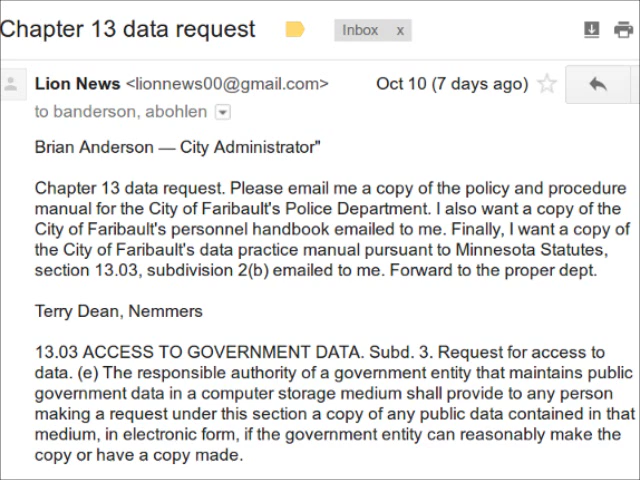 Chapter 13 data request
Inbox x
Lion News <lionnews00@gmail.com> Oct 10 (7 days ago)
to banderson, abohlen
Brian Anderson — City Administrator"
Chapter 13 data request. Please email me a copy of the policy and procedure
manual for the City of Faribault's Police Department. I also want a copy of the
City of Faribault's personnel handbook emailed to me. Finally, I want a copy of
the City of Faribault's data practice manual pursuant to Minnesota Statutes,
section 13.03, subdivision 2(b) emailed to me. Forward to the proper dept.
Terry Dean, Nemmers
13.03 ACCESS TO GOVERNMENT DATA. Subd. 3. Request for access to
data. (e) The responsible authority of a government entity that maintains public
government data in a computer storage medium shall provide to any person
making a request under this section a copy of any public data contained in that
medium, in electronic form, if the government entity can reasonably make the
copy or have a copy made.